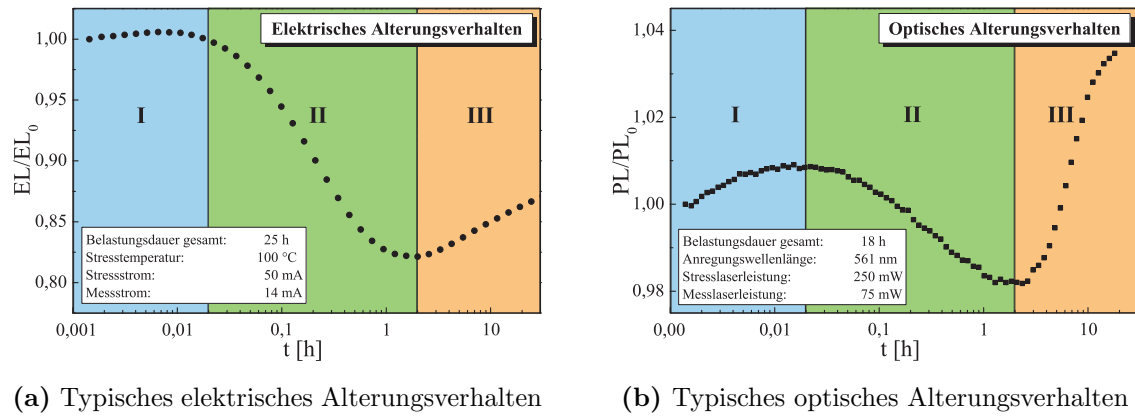 Elektrisches Alterungsverhalten
EL/EL0
1,00
0,95
0,90
0,85
0,80
I
II
III
Belastungsdauer gesamt: 25 h
Stresstemperatur: 100 °C
Stressstrom: 50 mA
Messstrom: 14 mA
0,001 0,01 0,1 1 10
t [h]
(a) Typisches elektrisches Alterungsverhalten
Optisches Alterungsverhalten
PL/PL0
1,04
1,02
1,00
0,98
I
II
III
Belastungsdauer gesamt: 18 h
Anregungswellenlänge: 561 nm
Stresslaserleistung: 250 mW
Messlaserleistung: 75 mW
0,00 0,01 0,1 1 10
t [h]
(b) Typisches optisches Alterungsverhalten